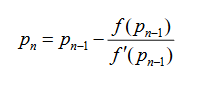 pₙ = pₙ₋₁ − f(pₙ₋₁) / f′(pₙ₋₁)